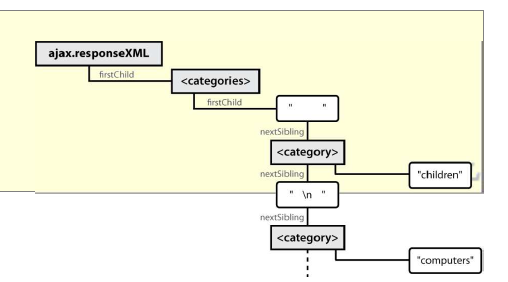 ajax.responseXML
firstChild
<categories>
firstChild
" "
nextSibling
<category>
nextSibling
"children"
" \n "
nextSibling
<category>
"computers"